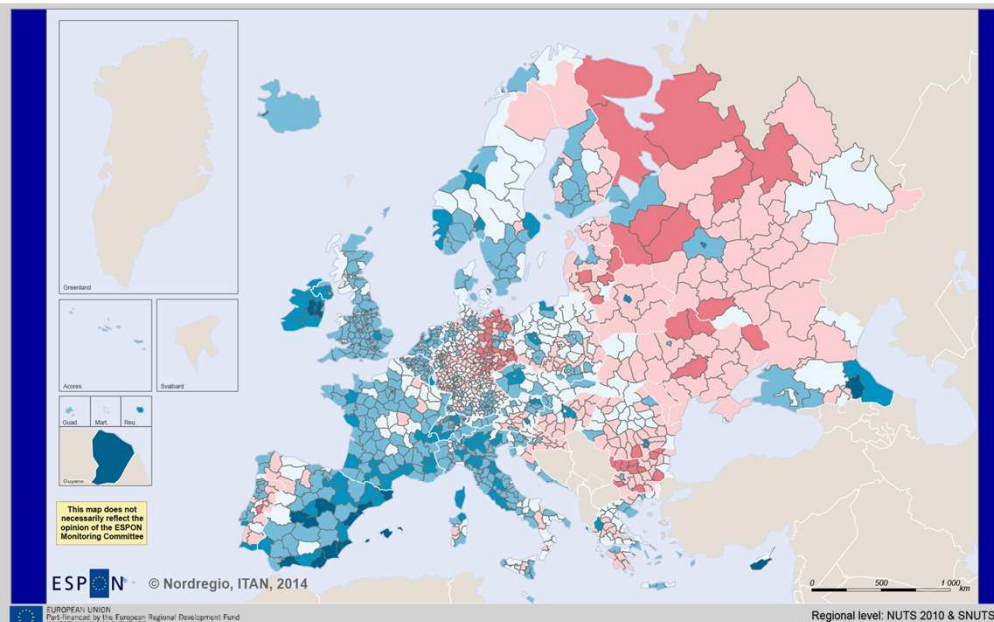 Greenland
Acores
Svalbard
Guad.
Mart.
Reu.
Guyane
This map does not
necessarily reflect the
opinion of the ESPON
Monitoring Committee
ESPON © Nordregio, ITAN, 2014
0 500 1 000
km
EUROPEAN UNION
Part-financed by the European Regional Development Fund
Regional level: NUTS 2010 & SNUTS